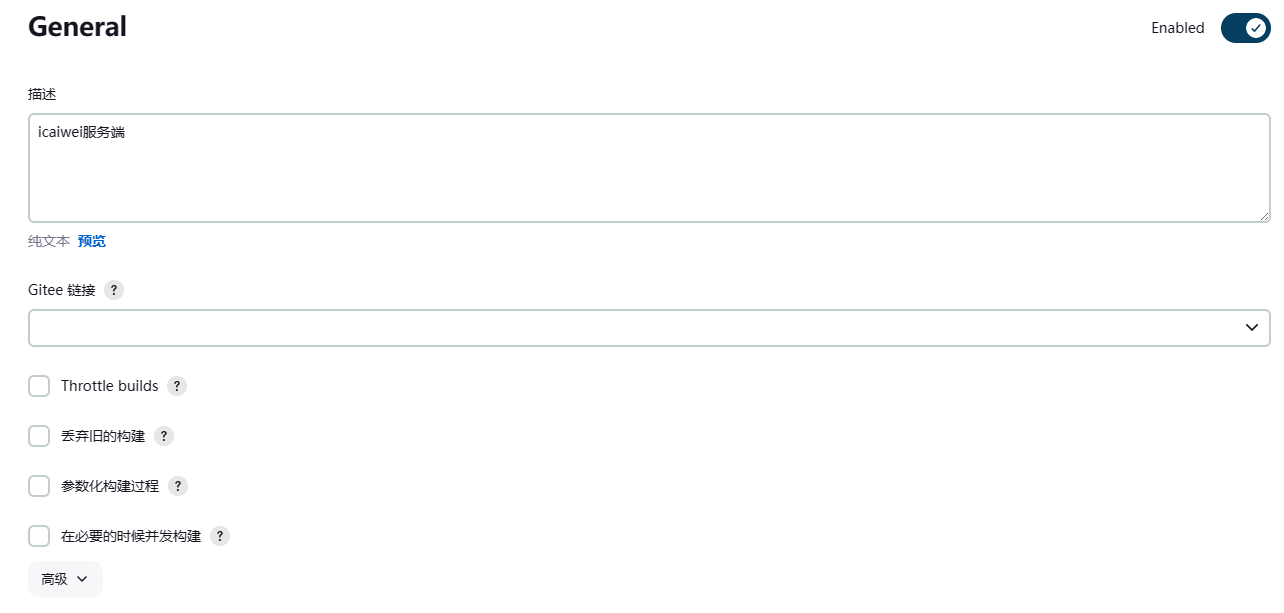 General
Enabled
描述
icaiwei服务端
纯文本 预览
Gitee 链接 ?
Throttle builds ?
丢弃旧的构建 ?
参数化构建过程 ?
在必要的时候并发构建 ?
高级